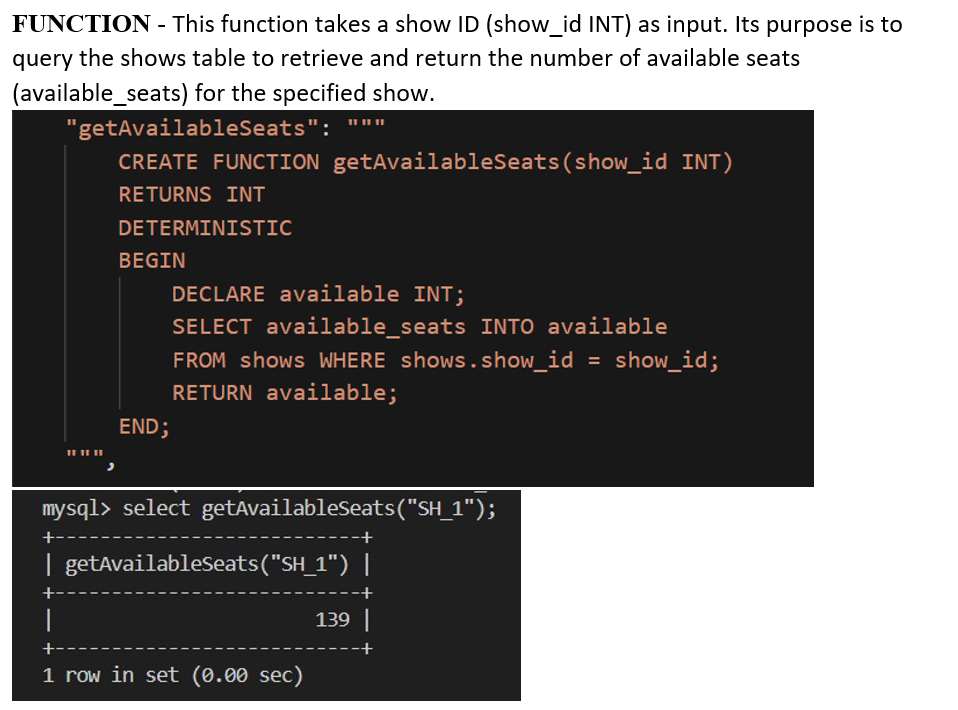 FUNCTION - This function takes a show ID (show_id INT) as input. Its purpose is to
query the shows table to retrieve and return the number of available seats
(available_seats) for the specified show.
"getAvailableSeats": """
CREATE FUNCTION getAvailableSeats(show_id INT)
RETURNS INT
DETERMINISTIC
BEGIN
DECLARE available INT;
SELECT available_seats INTO available
FROM shows WHERE shows.show_id = show_id;
RETURN available;
END;
""",
mysql> select getAvailableSeats("SH_1");
+---------------------------+
| getAvailableSeats("SH_1") |
+---------------------------+
|                       139 |
+---------------------------+
1 row in set (0.00 sec)